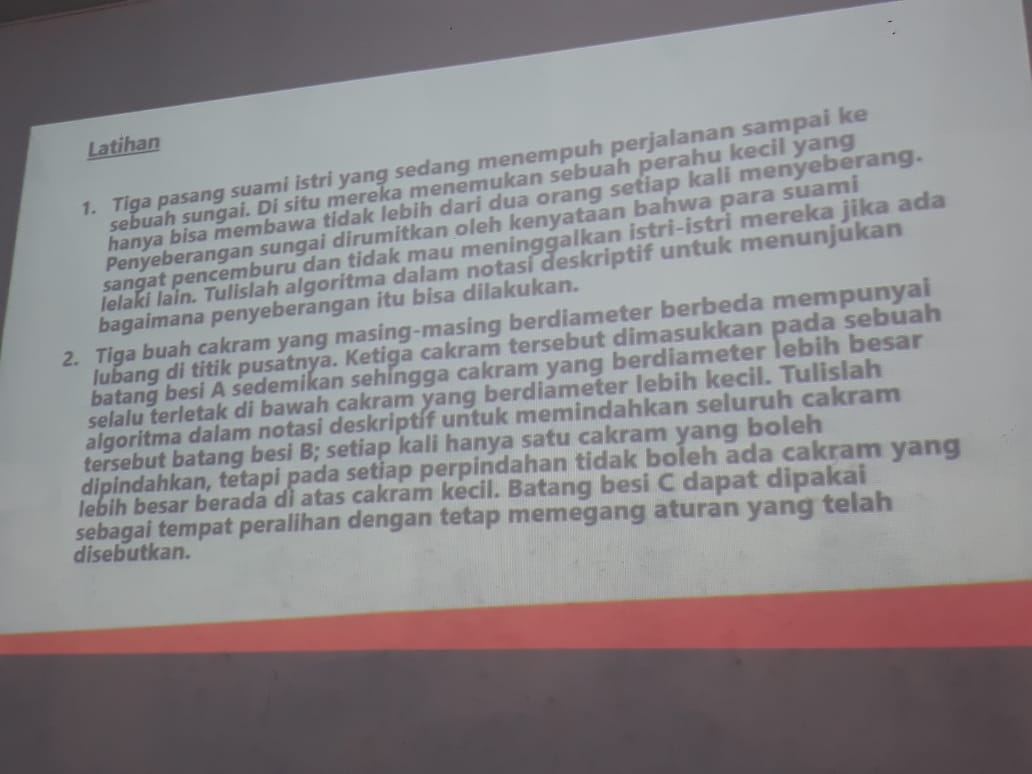 Latihan
1. Tiga pasang suami istri yang sedang menempuh perjalanan sampai ke
sebuah sungai. Di situ mereka menemukan sebuah perahu kecil yang
hanya bisa membawa tidak lebih dari dua orang setiap kali menyeberang.
Penyeberangan sungai dirumitkan oleh kenyataan bahwa para suami
sangat pencemburu dan tidak mau meninggalkan istri-istri mereka jika ada
lelaki lain. Tulislah algoritma dalam notasi deskriptif untuk menunjukan
bagaimana penyeberangan itu bisa dilakukan.
2. Tiga buah cakram yang masing-masing berdiameter berbeda mempunyai
lubang di titik pusatnya. Ketiga cakram tersebut dimasukkan pada sebuah
batang besi A sedemikan sehingga cakram yang berdiameter lebih besar
selalu terletak di bawah cakram yang berdiameter lebih kecil. Tulislah
algoritma dalam notasi deskriptif untuk memindahkan seluruh cakram
tersebut batang besi B; setiap kali hanya satu cakram yang boleh
dipindahkan, tetapi pada setiap perpindahan tidak boleh ada cakram yang
lebih besar berada di atas cakram kecil. Batang besi C dapat dipakai
sebagai tempat peralihan dengan tetap memegang aturan yang telah
disebutkan.